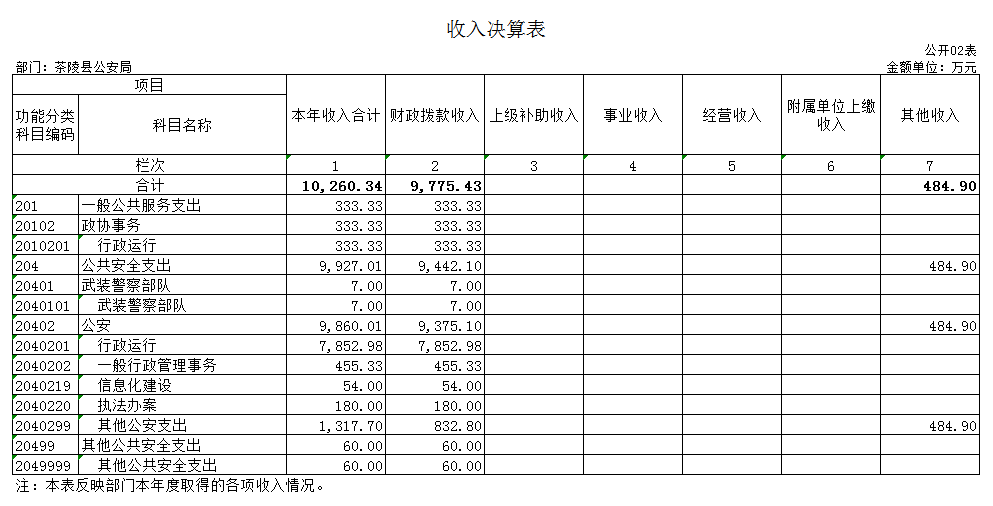 收入决算表
公开02表
部门：茶陵县公安局 金额单位：万元
项目 本年收入合计 财政拨款收入 上级补助收入 事业收入 经营收入 附属单位上缴收入 其他收入
功能分类科目编码 科目名称
栏次 1 2 3 4 5 6 7
合计 10,260.34 9,775.43 484.90
201 一般公共服务支出 333.33 333.33
20102 政协事务 333.33 333.33
2010201 行政运行 333.33 333.33
204 公共安全支出 9,927.01 9,442.10 484.90
20401 武装警察部队 7.00 7.00
2040101 武装警察部队 7.00 7.00
20402 公安 9,860.01 9,375.10 484.90
2040201 行政运行 7,852.98 7,852.98
2040202 一般行政管理事务 455.33 455.33
2040219 信息化建设 54.00 54.00
2040220 执法办案 180.00 180.00
2040299 其他公安支出 1,317.70 832.80 484.90
20499 其他公共安全支出 60.00 60.00
2049999 其他公共安全支出 60.00 60.00
注：本表反映部门本年度取得的各项收入情况。